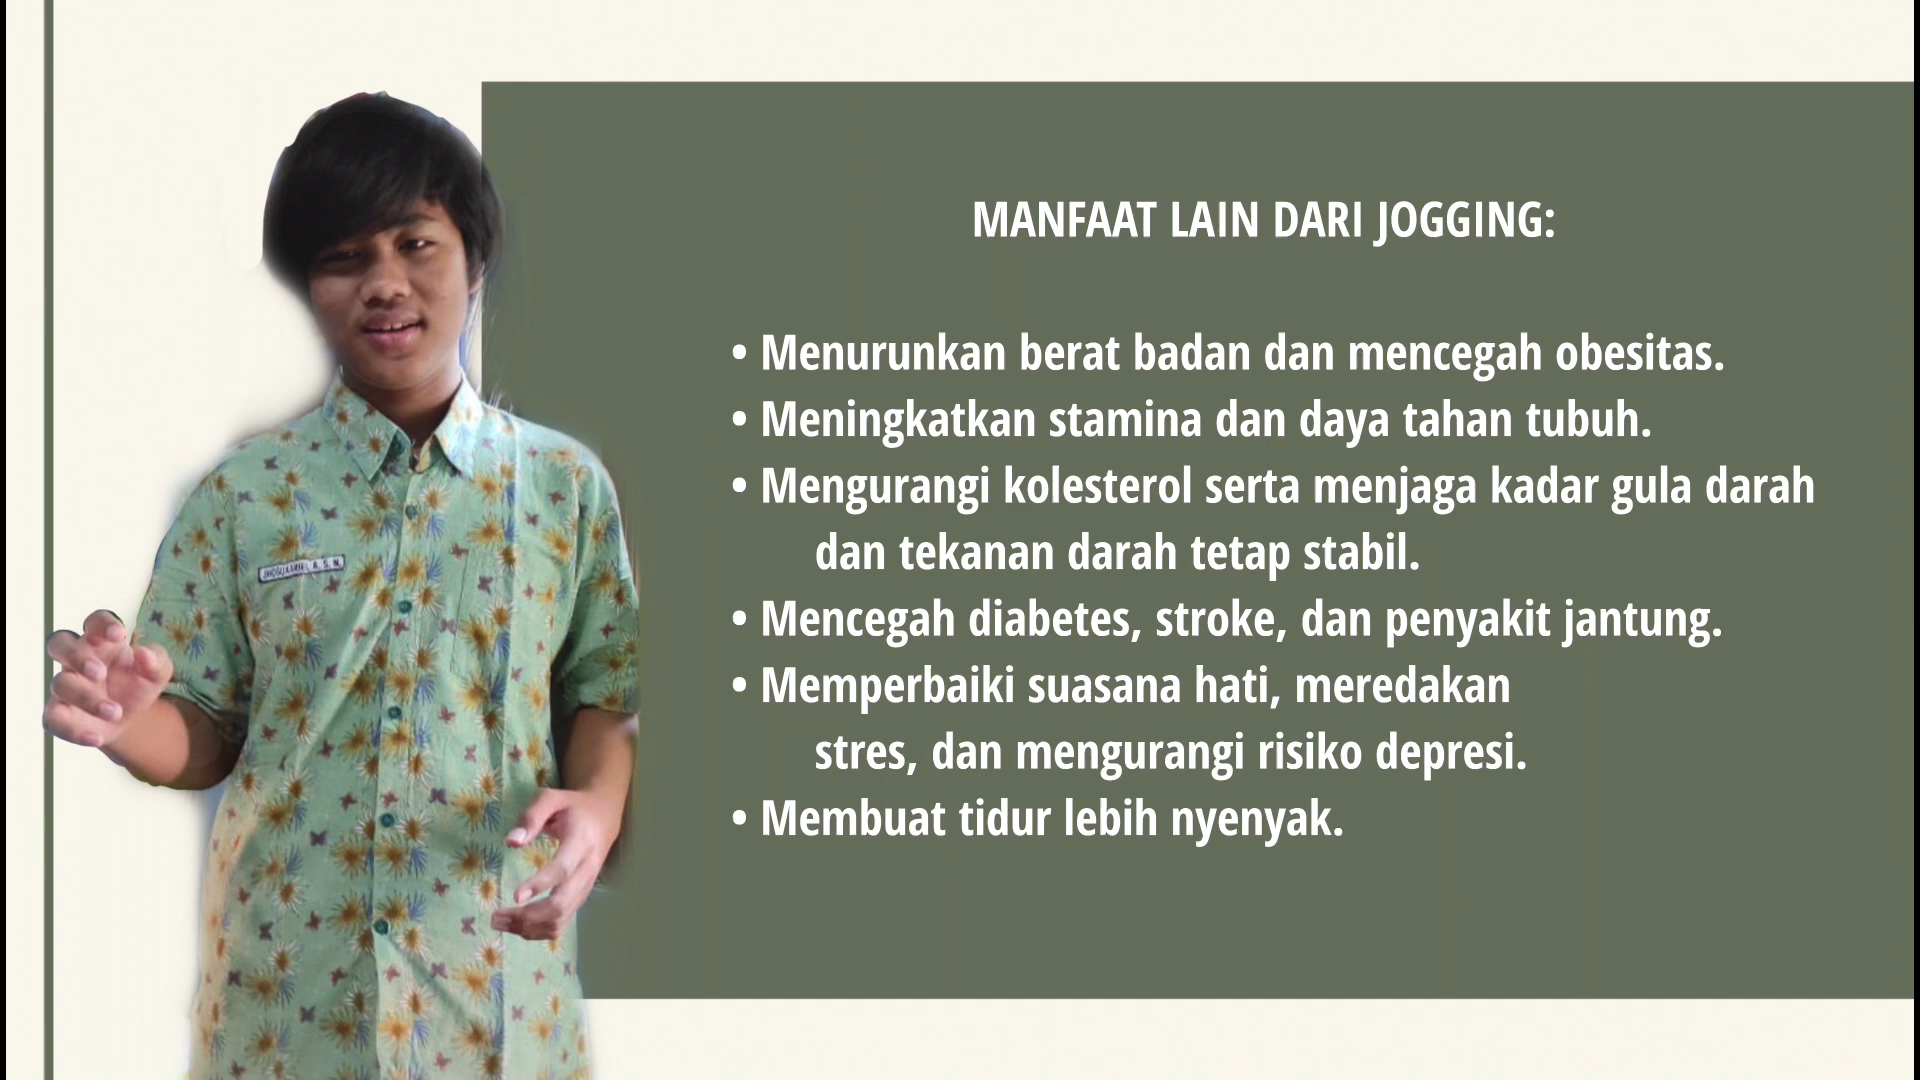 MANFAAT LAIN DARI JOGGING:
• Menurunkan berat badan dan mencegah obesitas.
• Meningkatkan stamina dan daya tahan tubuh.
• Mengurangi kolesterol serta menjaga kadar gula darah
dan tekanan darah tetap stabil.
• Mencegah diabetes, stroke, dan penyakit jantung.
• Memperbaiki suasana hati, meredakan
stres, dan mengurangi risiko depresi.
• Membuat tidur lebih nyenyak.
A. S. N.